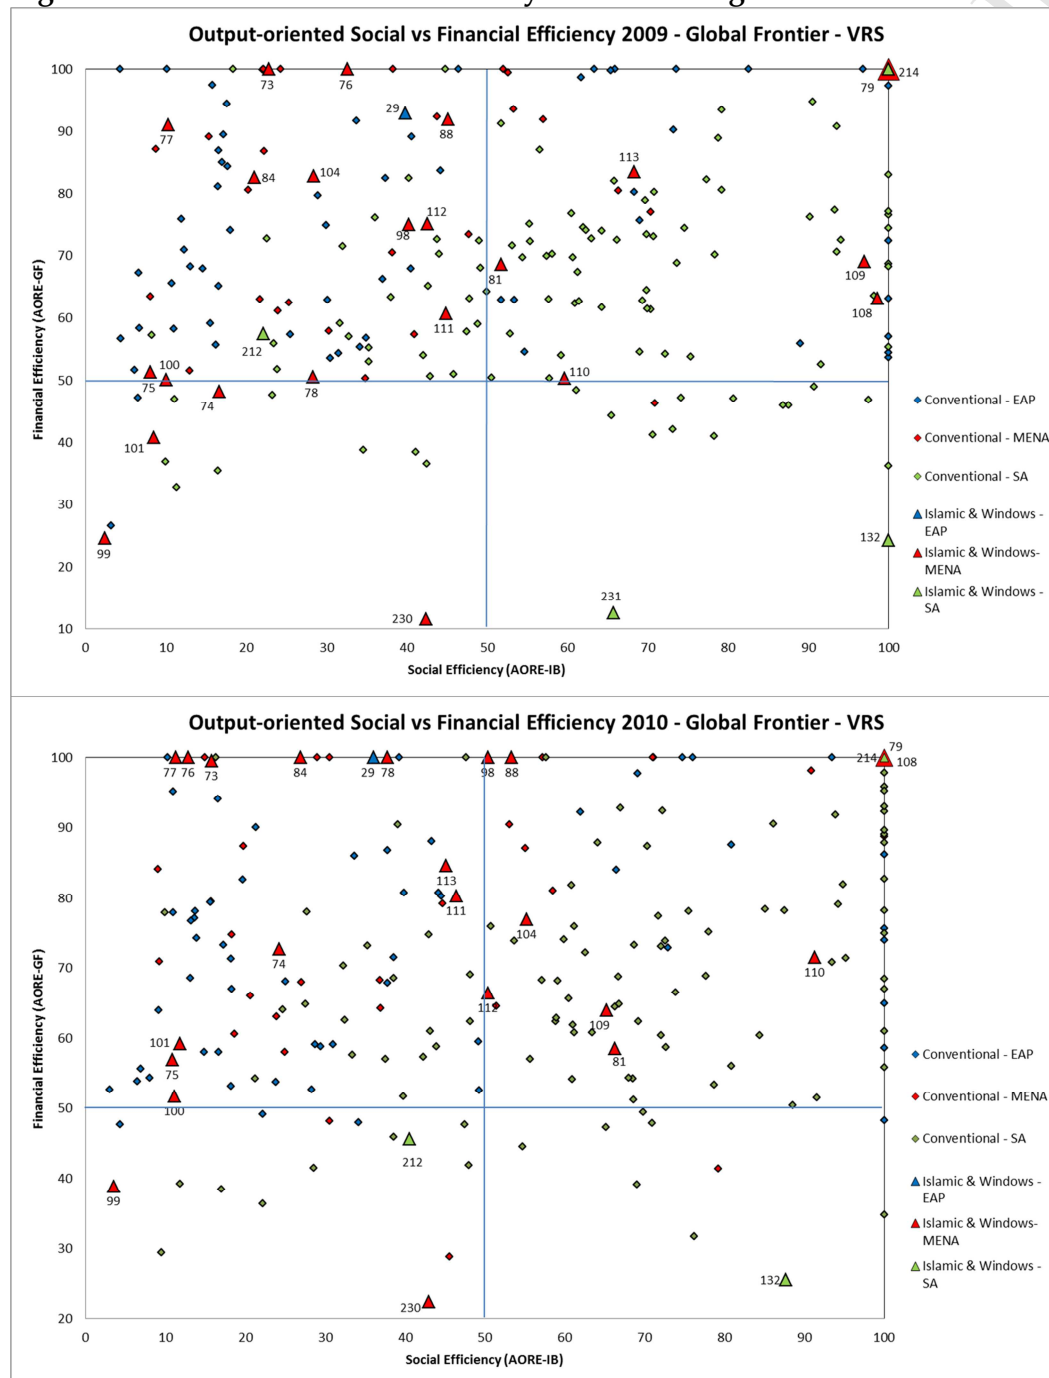 Output-oriented Social vs Financial Efficiency 2009 - Global Frontier - VRS
Financial Efficiency (AORE-GF)
100
90
80
70
60
50
40
30
20
10
0 10 20 30 40 50 60 70 80 90 100
Social Efficiency (AORE-IB)
73
76
79
214
77
29
88
84
104
113
98
112
81
109
108
111
212
75
100
74
78
110
101
99
132
231
230
Conventional - EAP
Conventional - MENA
Conventional - SA
Islamic & Windows -
EAP
Islamic & Windows-
MENA
Islamic & Windows -
SA
Output-oriented Social vs Financial Efficiency 2010 - Global Frontier - VRS
Financial Efficiency (AORE-GF)
100
90
80
70
60
50
40
30
20
0 10 20 30 40 50 60 70 80 90 100
Social Efficiency (AORE-IB)
77
76
73
84
29
78
98
88
214
79
108
113
111
104
74
110
112
109
81
101
75
100
212
99
132
230
Conventional - EAP
Conventional - MENA
Conventional - SA
Islamic & Windows -
EAP
Islamic & Windows-
MENA
Islamic & Windows -
SA